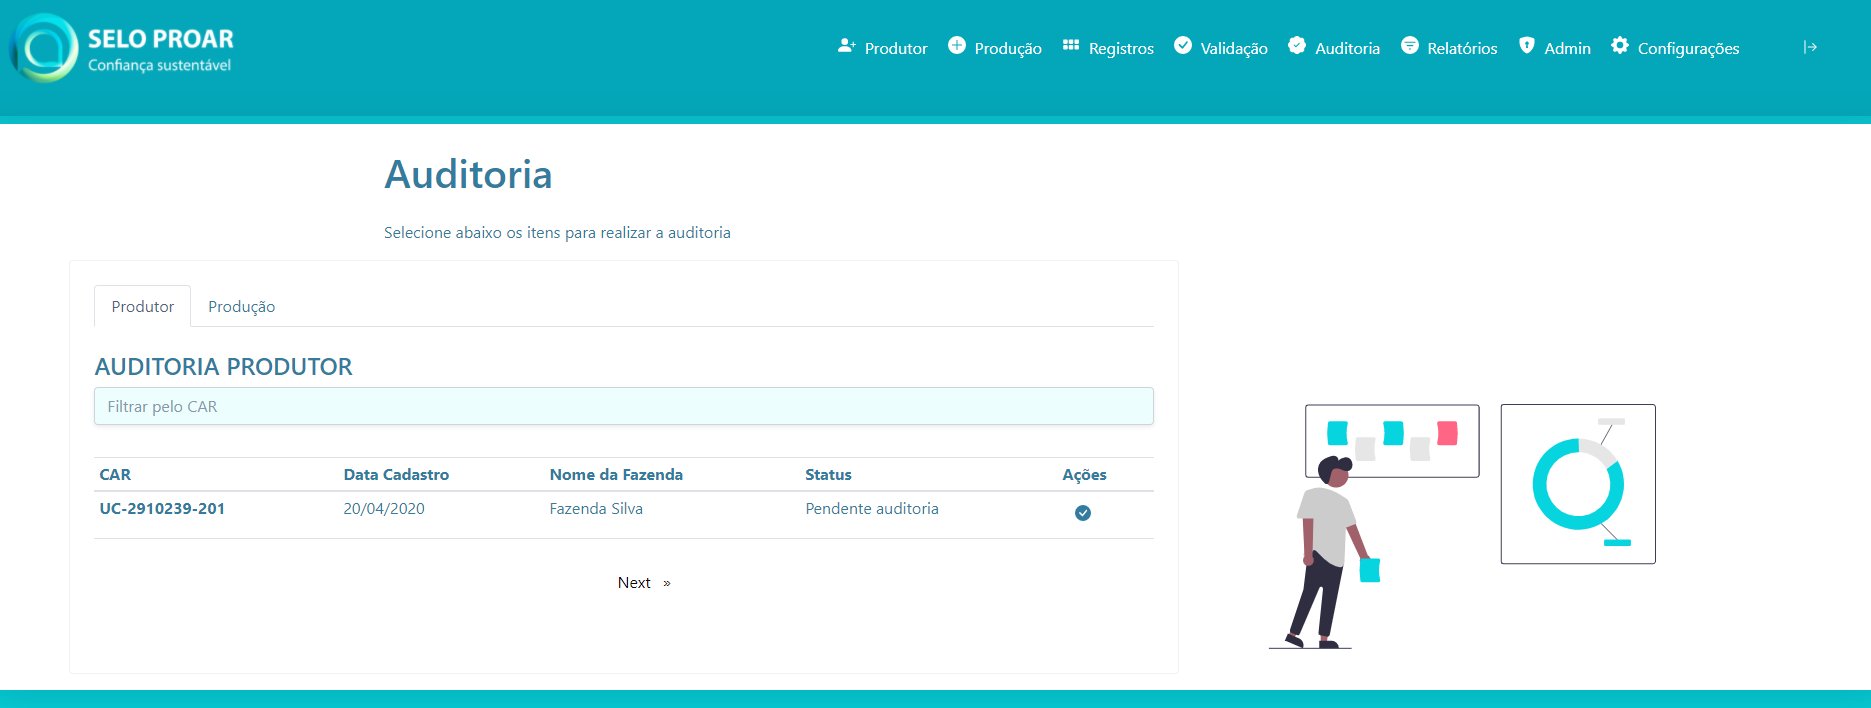 SELO PROAR
Confiança sustentável
Produtor Produção Registros Validação Auditoria Relatórios Admin Configurações
Auditoria
Selecione abaixo os itens para realizar a auditoria
Produtor Produção
AUDITORIA PRODUTOR
Filtrar pelo CAR
CAR Data Cadastro Nome da Fazenda Status Ações
UC-2910239-201 20/04/2020 Fazenda Silva Pendente auditoria
Next »